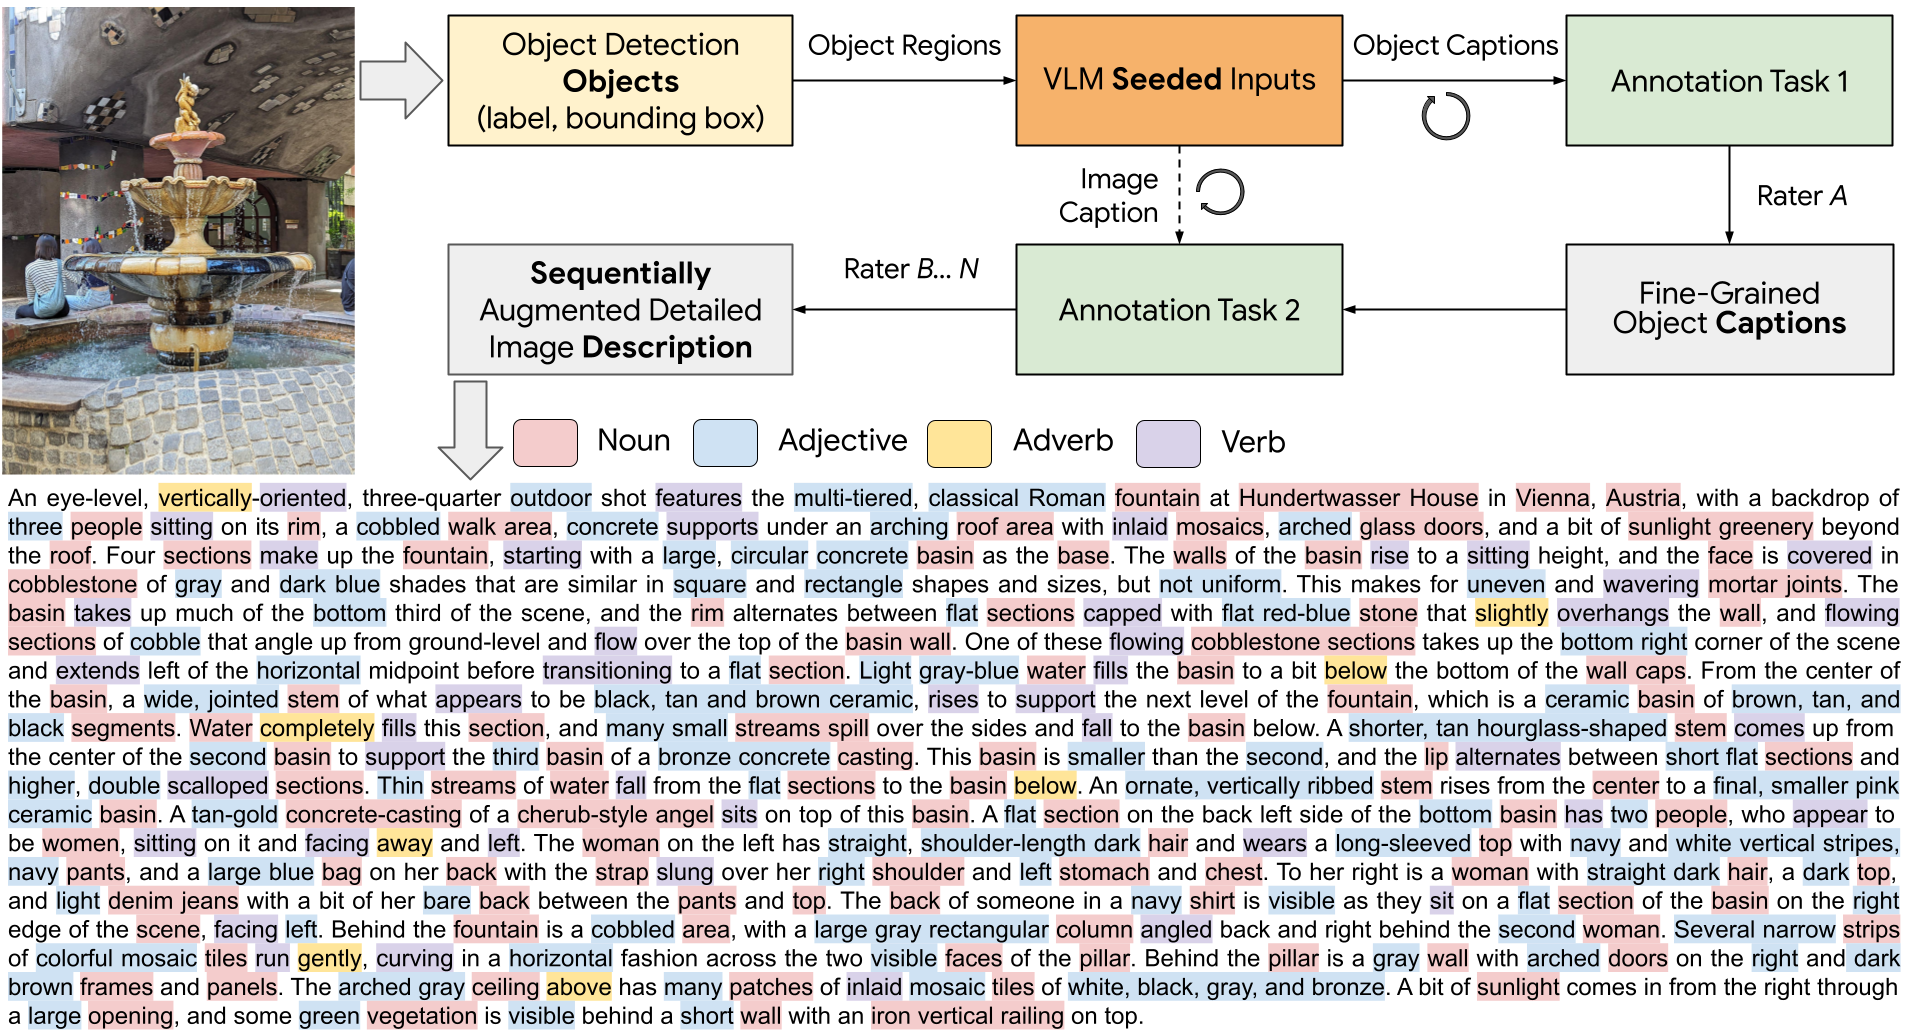 Object Detection
Objects
(label, bounding box)
Object Regions
VLM Seeded Inputs
Object Captions
Annotation Task 1
Image
Caption
Rater A
Sequentially
Augmented Detailed
Image Description
Rater B... N
Annotation Task 2
Fine-Grained
Object Captions
Noun
Adjective
Adverb
Verb
An eye-level, vertically-oriented, three-quarter outdoor shot features the multi-tiered, classical Roman fountain at Hundertwasser House in Vienna, Austria, with a backdrop of
three people sitting on its rim, a cobbled walk area, concrete supports under an arching roof area with inlaid mosaics, arched glass doors, and a bit of sunlight greenery beyond
the roof. Four sections make up the fountain, starting with a large, circular concrete basin as the base. The walls of the basin rise to a sitting height, and the face is covered in
cobblestone of gray and dark blue shades that are similar in square and rectangle shapes and sizes, but not uniform. This makes for uneven and wavering mortar joints. The
basin takes up much of the bottom third of the scene, and the rim alternates between flat sections capped with flat red-blue stone that slightly overhangs the wall, and flowing
sections of cobble that angle up from ground-level and flow over the top of the basin wall. One of these flowing cobblestone sections takes up the bottom right corner of the scene
and extends left of the horizontal midpoint before transitioning to a flat section. Light gray-blue water fills the basin to a bit below the bottom of the wall caps. From the center of
the basin, a wide, jointed stem of what appears to be black, tan and brown ceramic, rises to support the next level of the fountain, which is a ceramic basin of brown, tan, and
black segments. Water completely fills this section, and many small streams spill over the sides and fall to the basin below. A shorter, tan hourglass-shaped stem comes up from
the center of the second basin to support the third basin of a bronze concrete casting. This basin is smaller than the second, and the lip alternates between short flat sections and
higher, double scalloped sections. Thin streams of water fall from the flat sections to the basin below. An ornate, vertically ribbed stem rises from the center to a final, smaller pink
ceramic basin. A tan-gold concrete-casting of a cherub-style angel sits on top of this basin. A flat section on the back left side of the bottom basin has two people, who appear to
be women, sitting on it and facing away and left. The woman on the left has straight, shoulder-length dark hair and wears a long-sleeved top with navy and white vertical stripes,
navy pants, and a large blue bag on her back with the strap slung over her right shoulder and left stomach and chest. To her right is a woman with straight dark hair, a dark top,
and light denim jeans with a bit of her bare back between the pants and top. The back of someone in a navy shirt is visible as they sit on a flat section of the basin on the right
edge of the scene, facing left. Behind the fountain is a cobbled area, with a large gray rectangular column angled back and right behind the second woman. Several narrow strips
of colorful mosaic tiles run gently, curving in a horizontal fashion across the two visible faces of the pillar. Behind the pillar is a gray wall with arched doors on the right and dark
brown frames and panels. The arched gray ceiling above has many patches of inlaid mosaic tiles of white, black, gray, and bronze. A bit of sunlight comes in from the right through
a large opening, and some green vegetation is visible behind a short wall with an iron vertical railing on top.